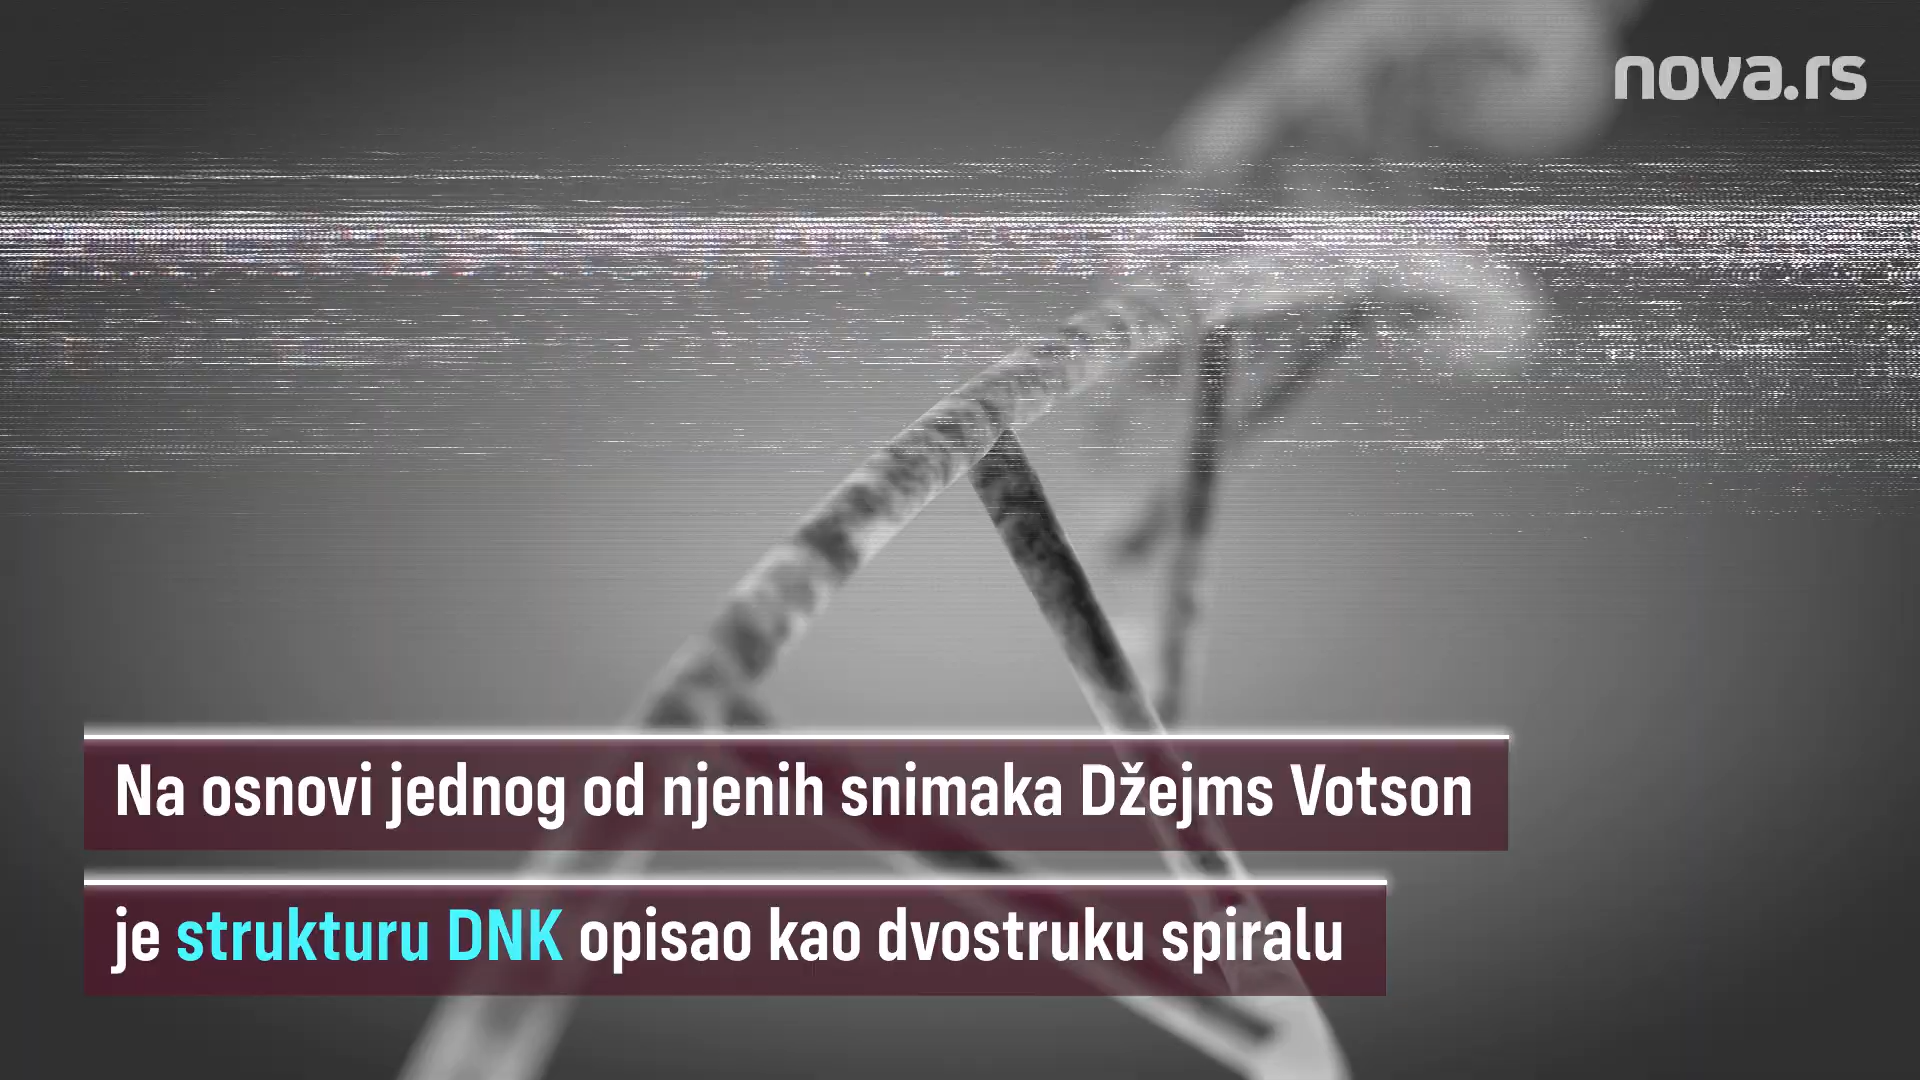 nova.rs
Na osnovi jednog od njenih snimaka Džejms Votson
je strukturu DNK opisao kao dvostruku spiralu